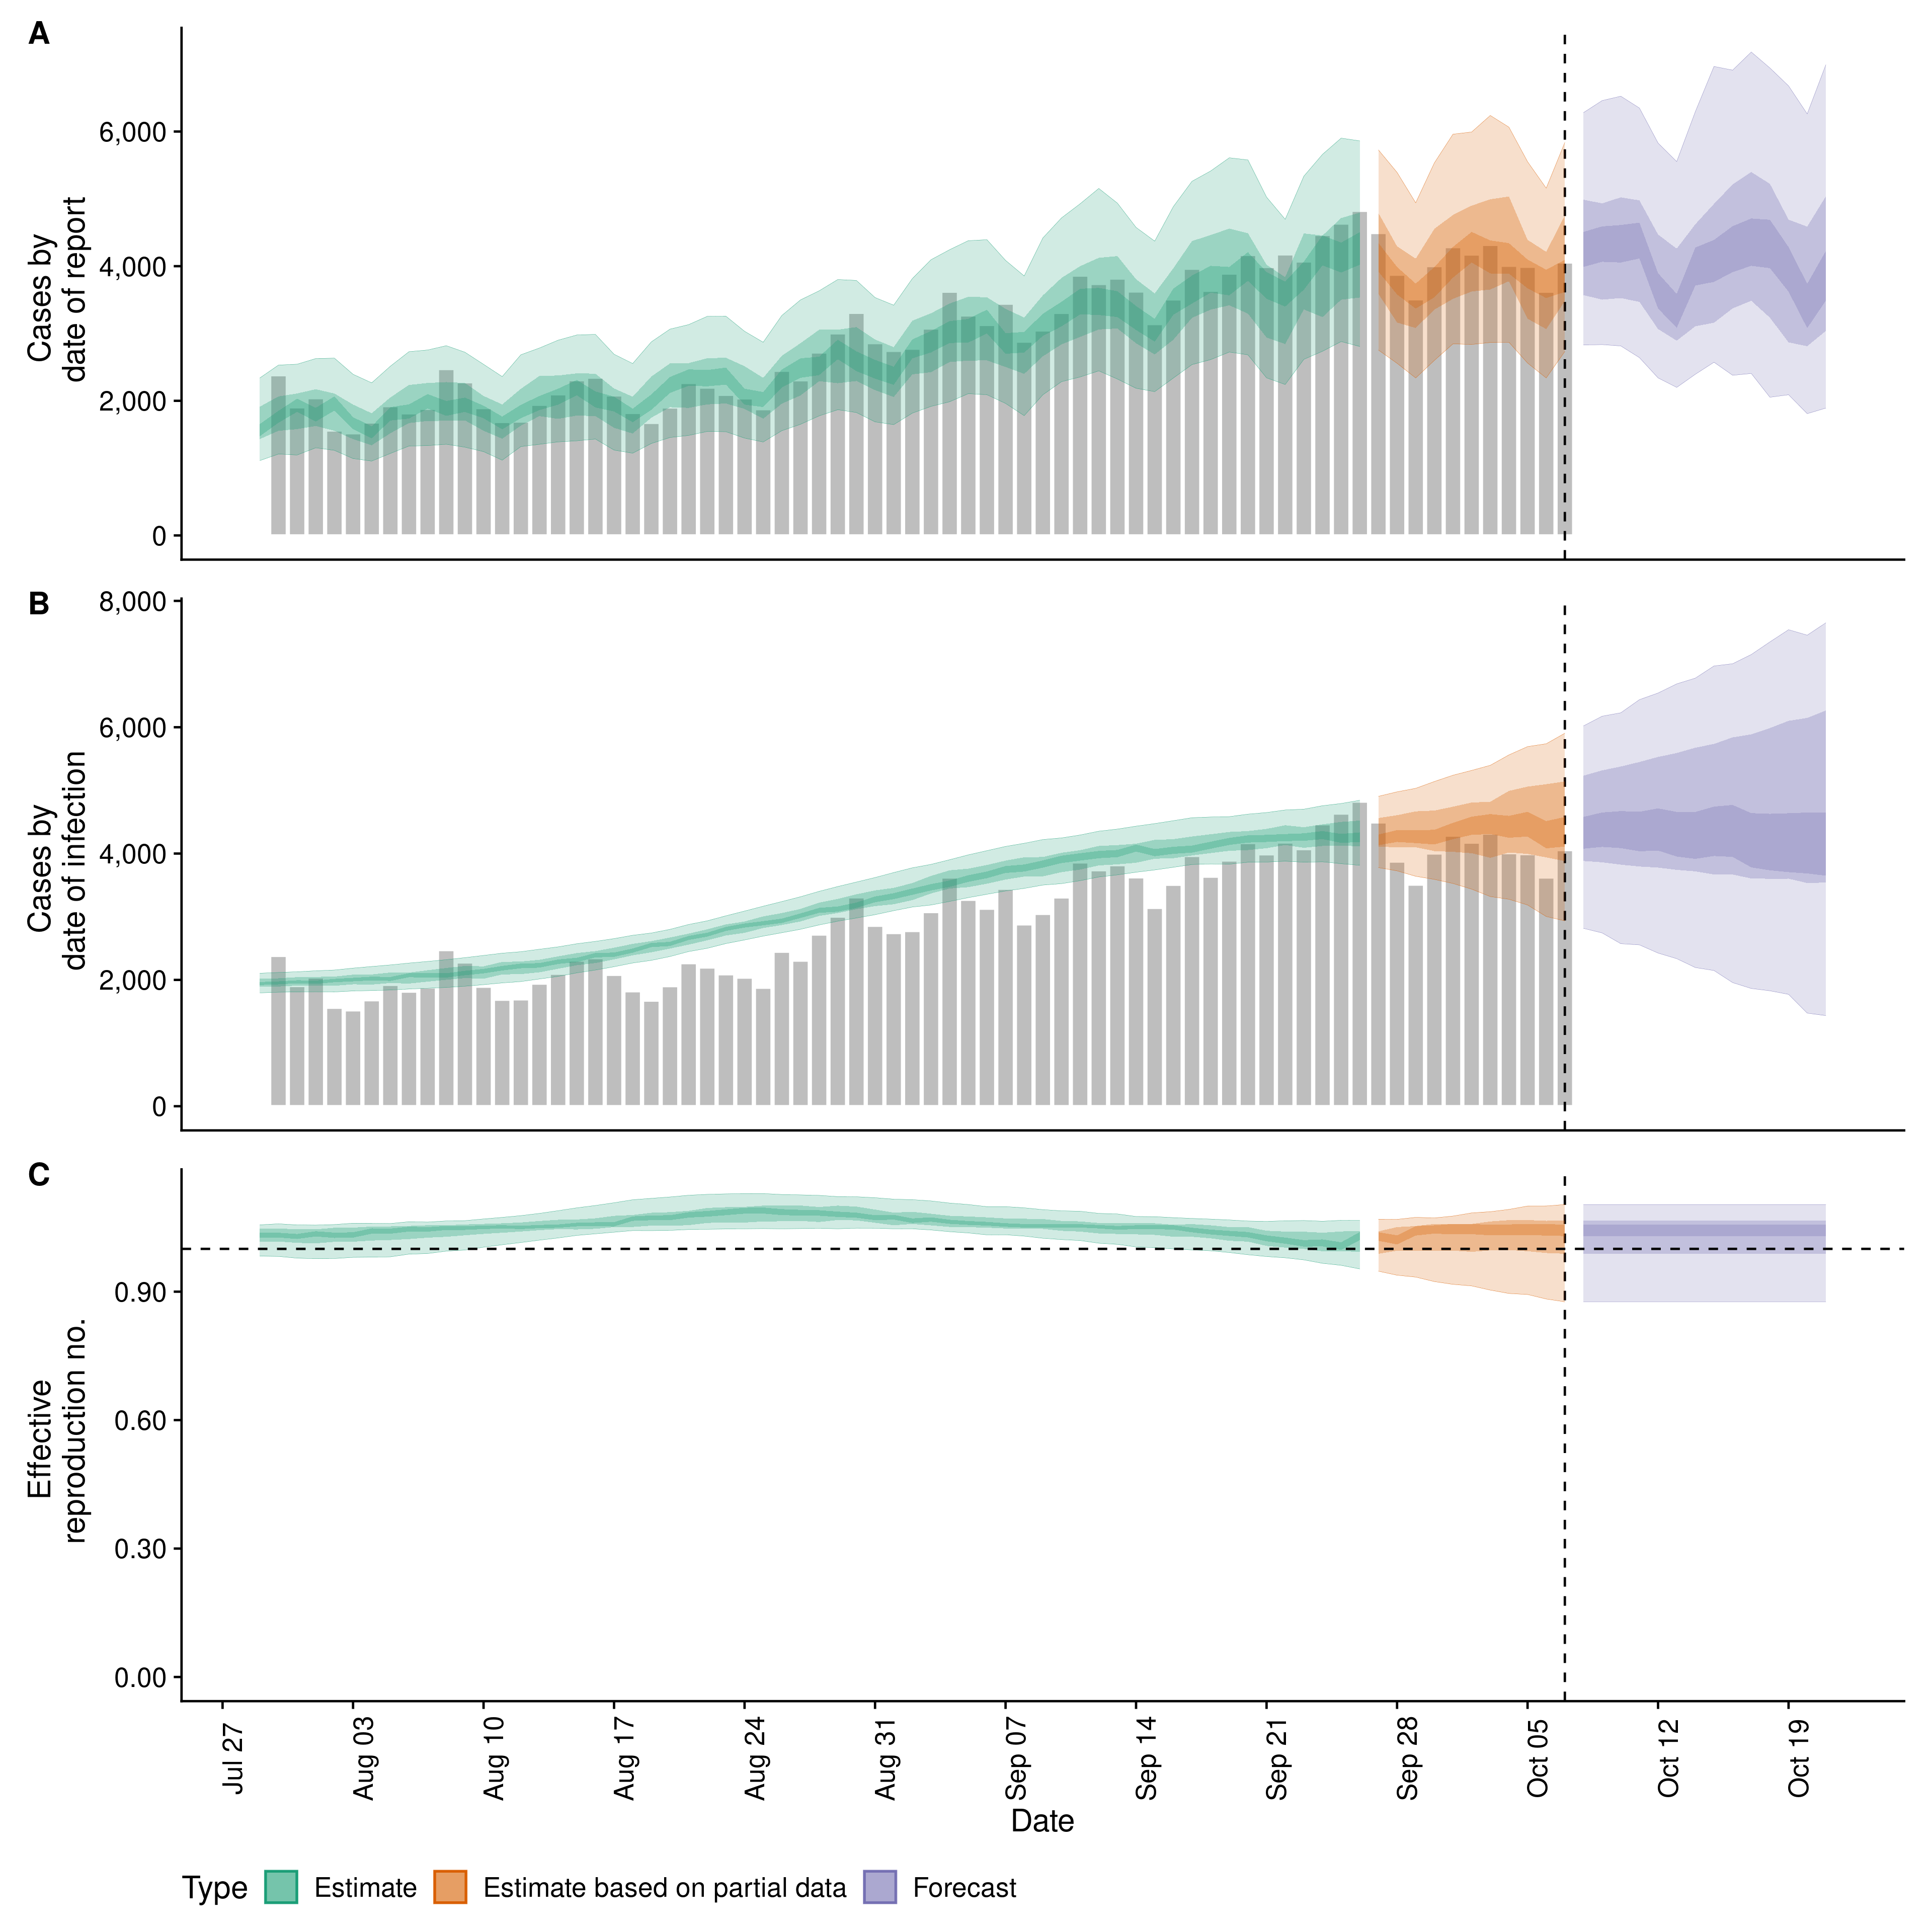 A
6,000
4,000
2,000
0
Cases by
date of report
B
8,000
6,000
4,000
2,000
0
Cases by
date of infection
C
0.90
0.60
0.30
0.00
Effective
reproduction no.
Jul 27
Aug 03
Aug 10
Aug 17
Aug 24
Aug 31
Sep 07
Sep 14
Sep 21
Sep 28
Oct 05
Oct 12
Oct 19
Date
Type Estimate Estimate based on partial data Forecast